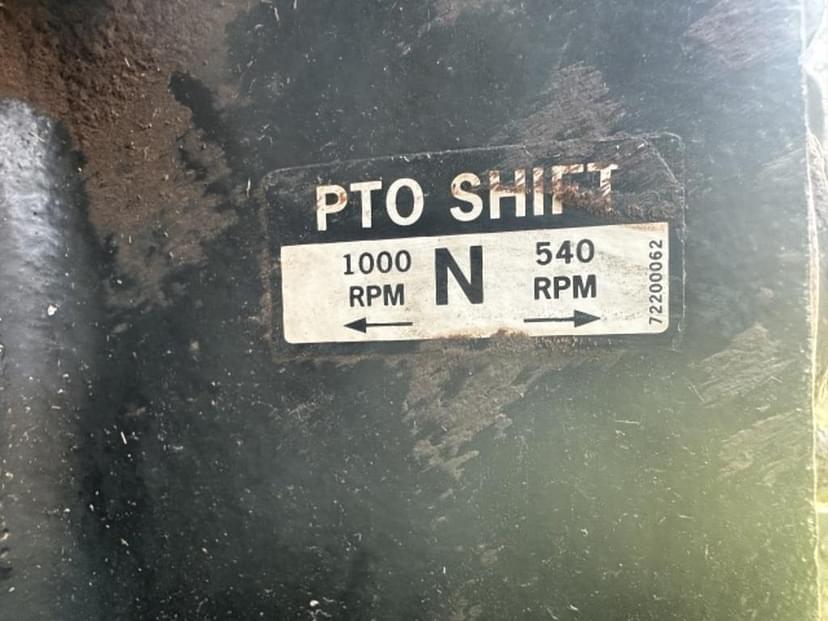 PTO SHIFT
1000 N 540
RPM RPM
72200062